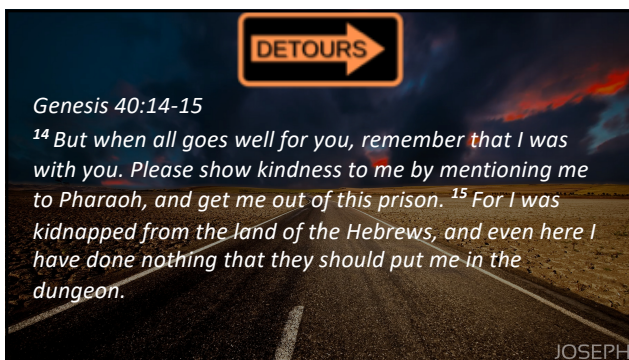 DETOURS
Genesis 40:14-15
14 But when all goes well for you, remember that I was
with you. Please show kindness to me by mentioning me
to Pharaoh, and get me out of this prison. 15 For I was
kidnapped from the land of the Hebrews, and even here I
have done nothing that they should put me in the
dungeon.
JOSEPH